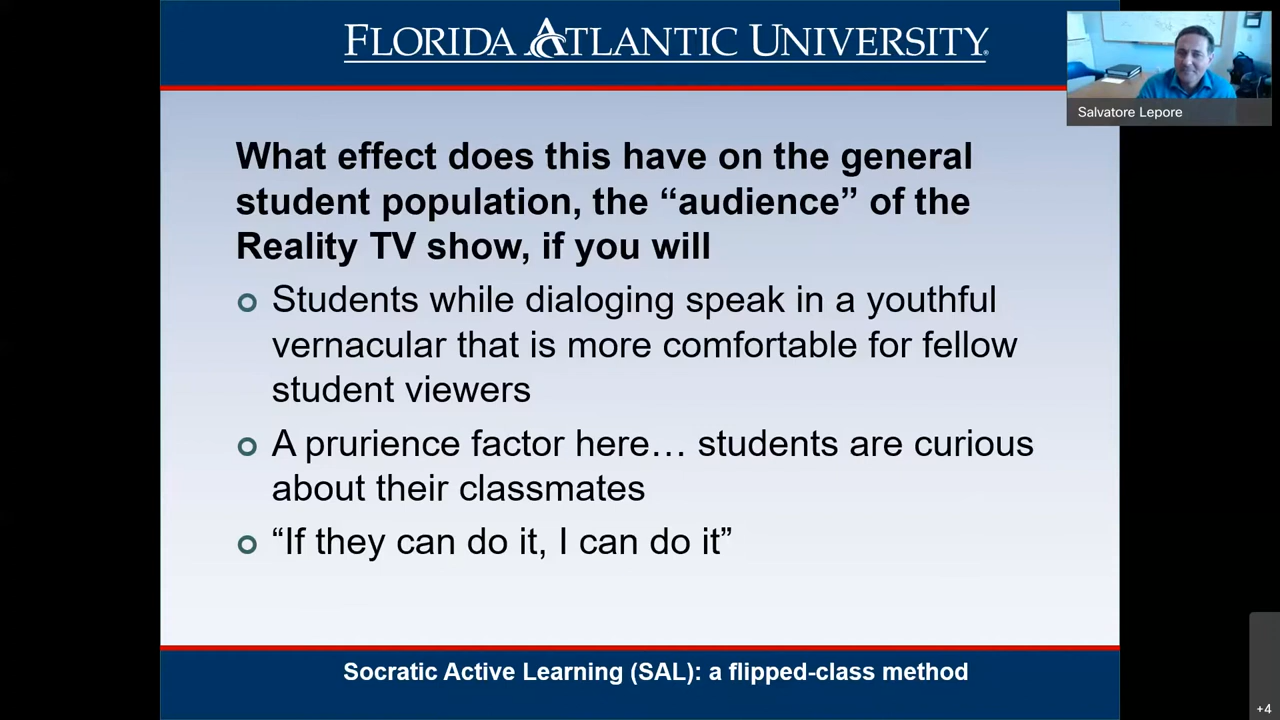 FLORIDA ATLANTIC UNIVERSITY®
Salvatore Lepore
What effect does this have on the general
student population, the “audience” of the
Reality TV show, if you will
Students while dialoging speak in a youthful
vernacular that is more comfortable for fellow
student viewers
A prurience factor here… students are curious
about their classmates
“If they can do it, I can do it”
Socratic Active Learning (SAL): a flipped-class method
+4